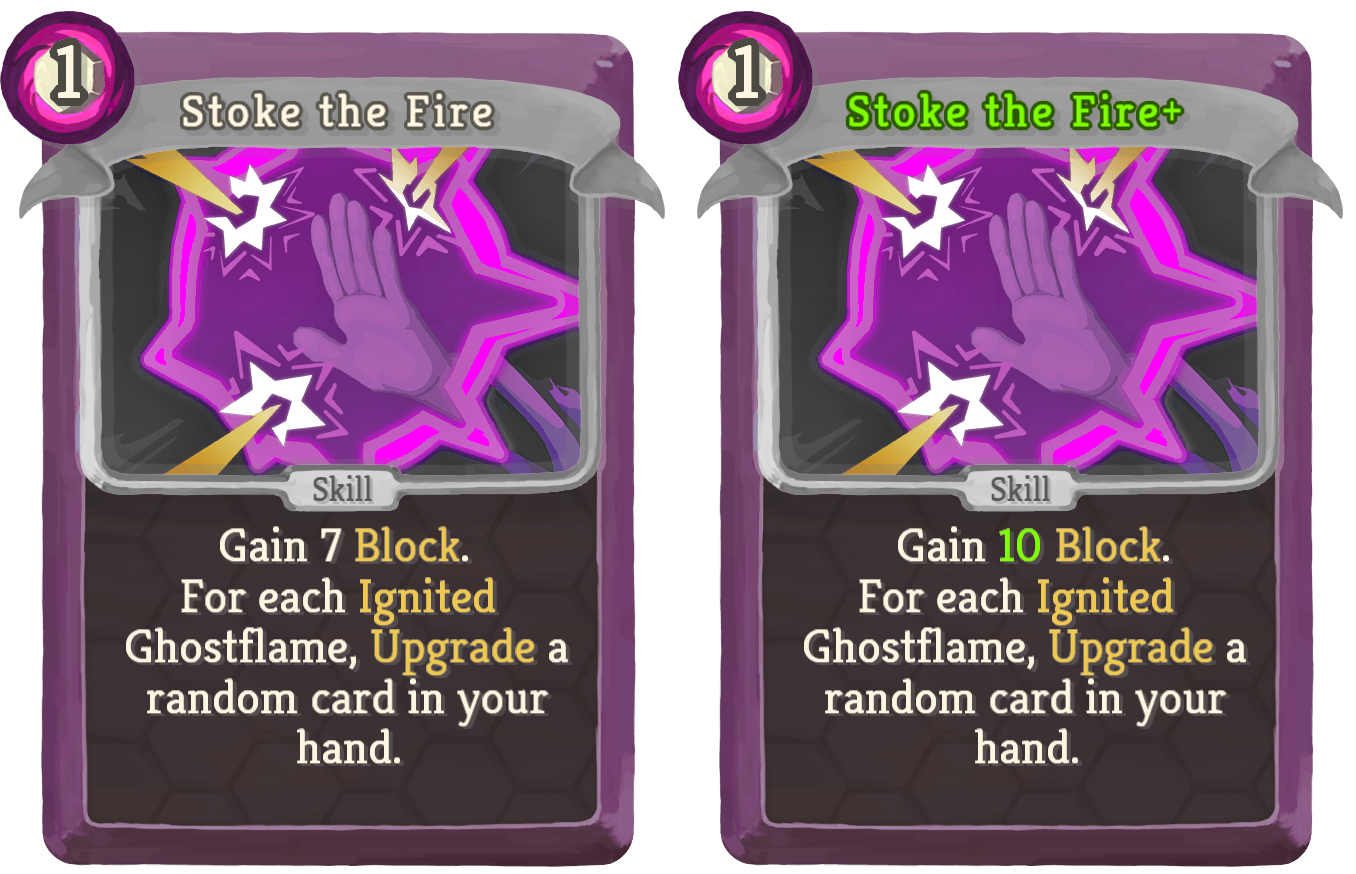 1
Stoke the Fire
Skill
Gain 7 Block.
For each Ignited
Ghostflame, Upgrade a
random card in your
hand.
1
Stoke the Fire+
Skill
Gain 10 Block.
For each Ignited
Ghostflame, Upgrade a
random card in your
hand.